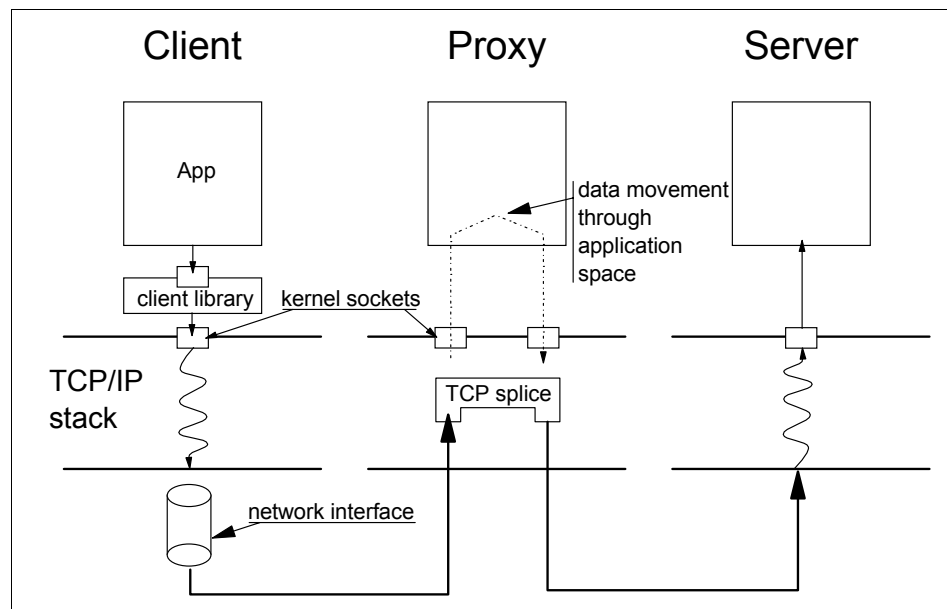 Client
Proxy
Server
App
data movement
through
application
space
client library
kernel sockets
TCP/IP
stack
TCP splice
network interface